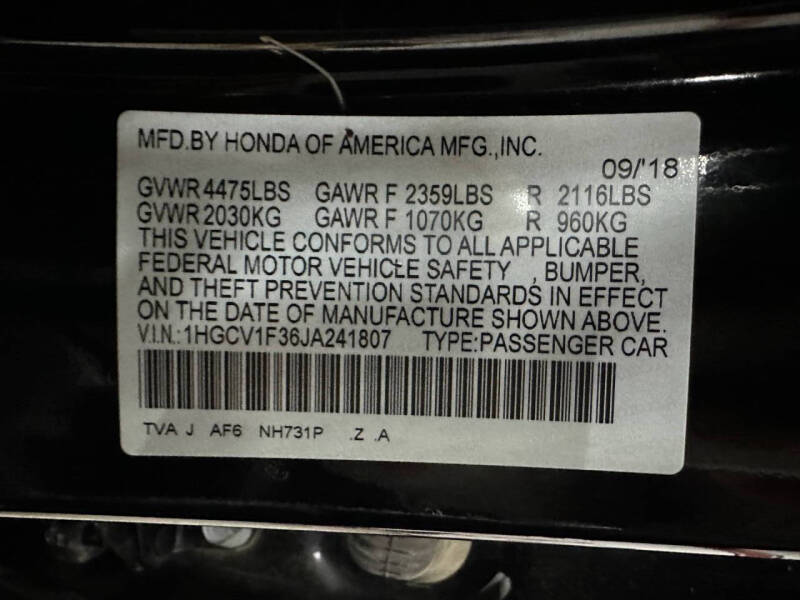 MFD.BY HONDA OF AMERICA MFG.,INC.
09/'18
GVWR 4475LBS GAWR F 2359LBS R 2116LBS
GVWR 2030KG GAWR F 1070KG R 960KG
THIS VEHICLE CONFORMS TO ALL APPLICABLE
FEDERAL MOTOR VEHICLE SAFETY , BUMPER,
AND THEFT PREVENTION STANDARDS IN EFFECT
ON THE DATE OF MANUFACTURE SHOWN ABOVE.
V.I.N.:1HGCV1F36JA241807 TYPE:PASSENGER CAR
TVA J AF6 NH731P .Z .A